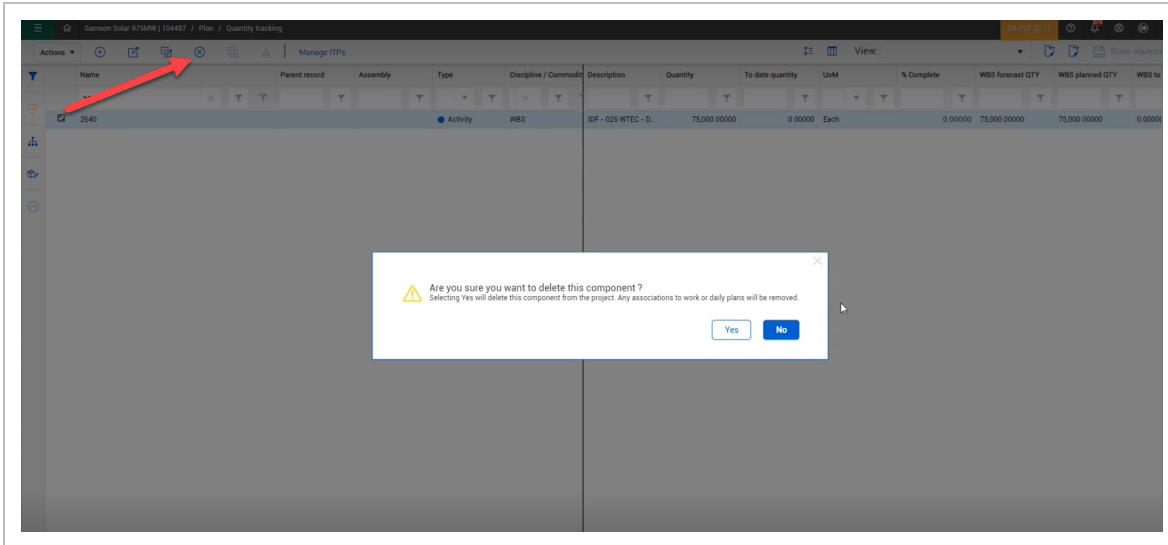 Samson Solar 975MW | 104487 / Plan / Quantity tracking
Actions Manage ITPs View: Save claiming
Name Parent record Assembly Type Discipline / Commodit Description Quantity To date quantity UoM % Complete WBS forecast QTY WBS planned QTY WBS to
2640 Activity WBS IDF - 026 WTEC - D... 75,000.00000 0.00000 Each 0.00000 75,000.00000 75,000.00000 0.00000
Are you sure you want to delete this component ?
Selecting Yes will delete this component from the project. Any associations to work or daily plans will be removed.
Yes No